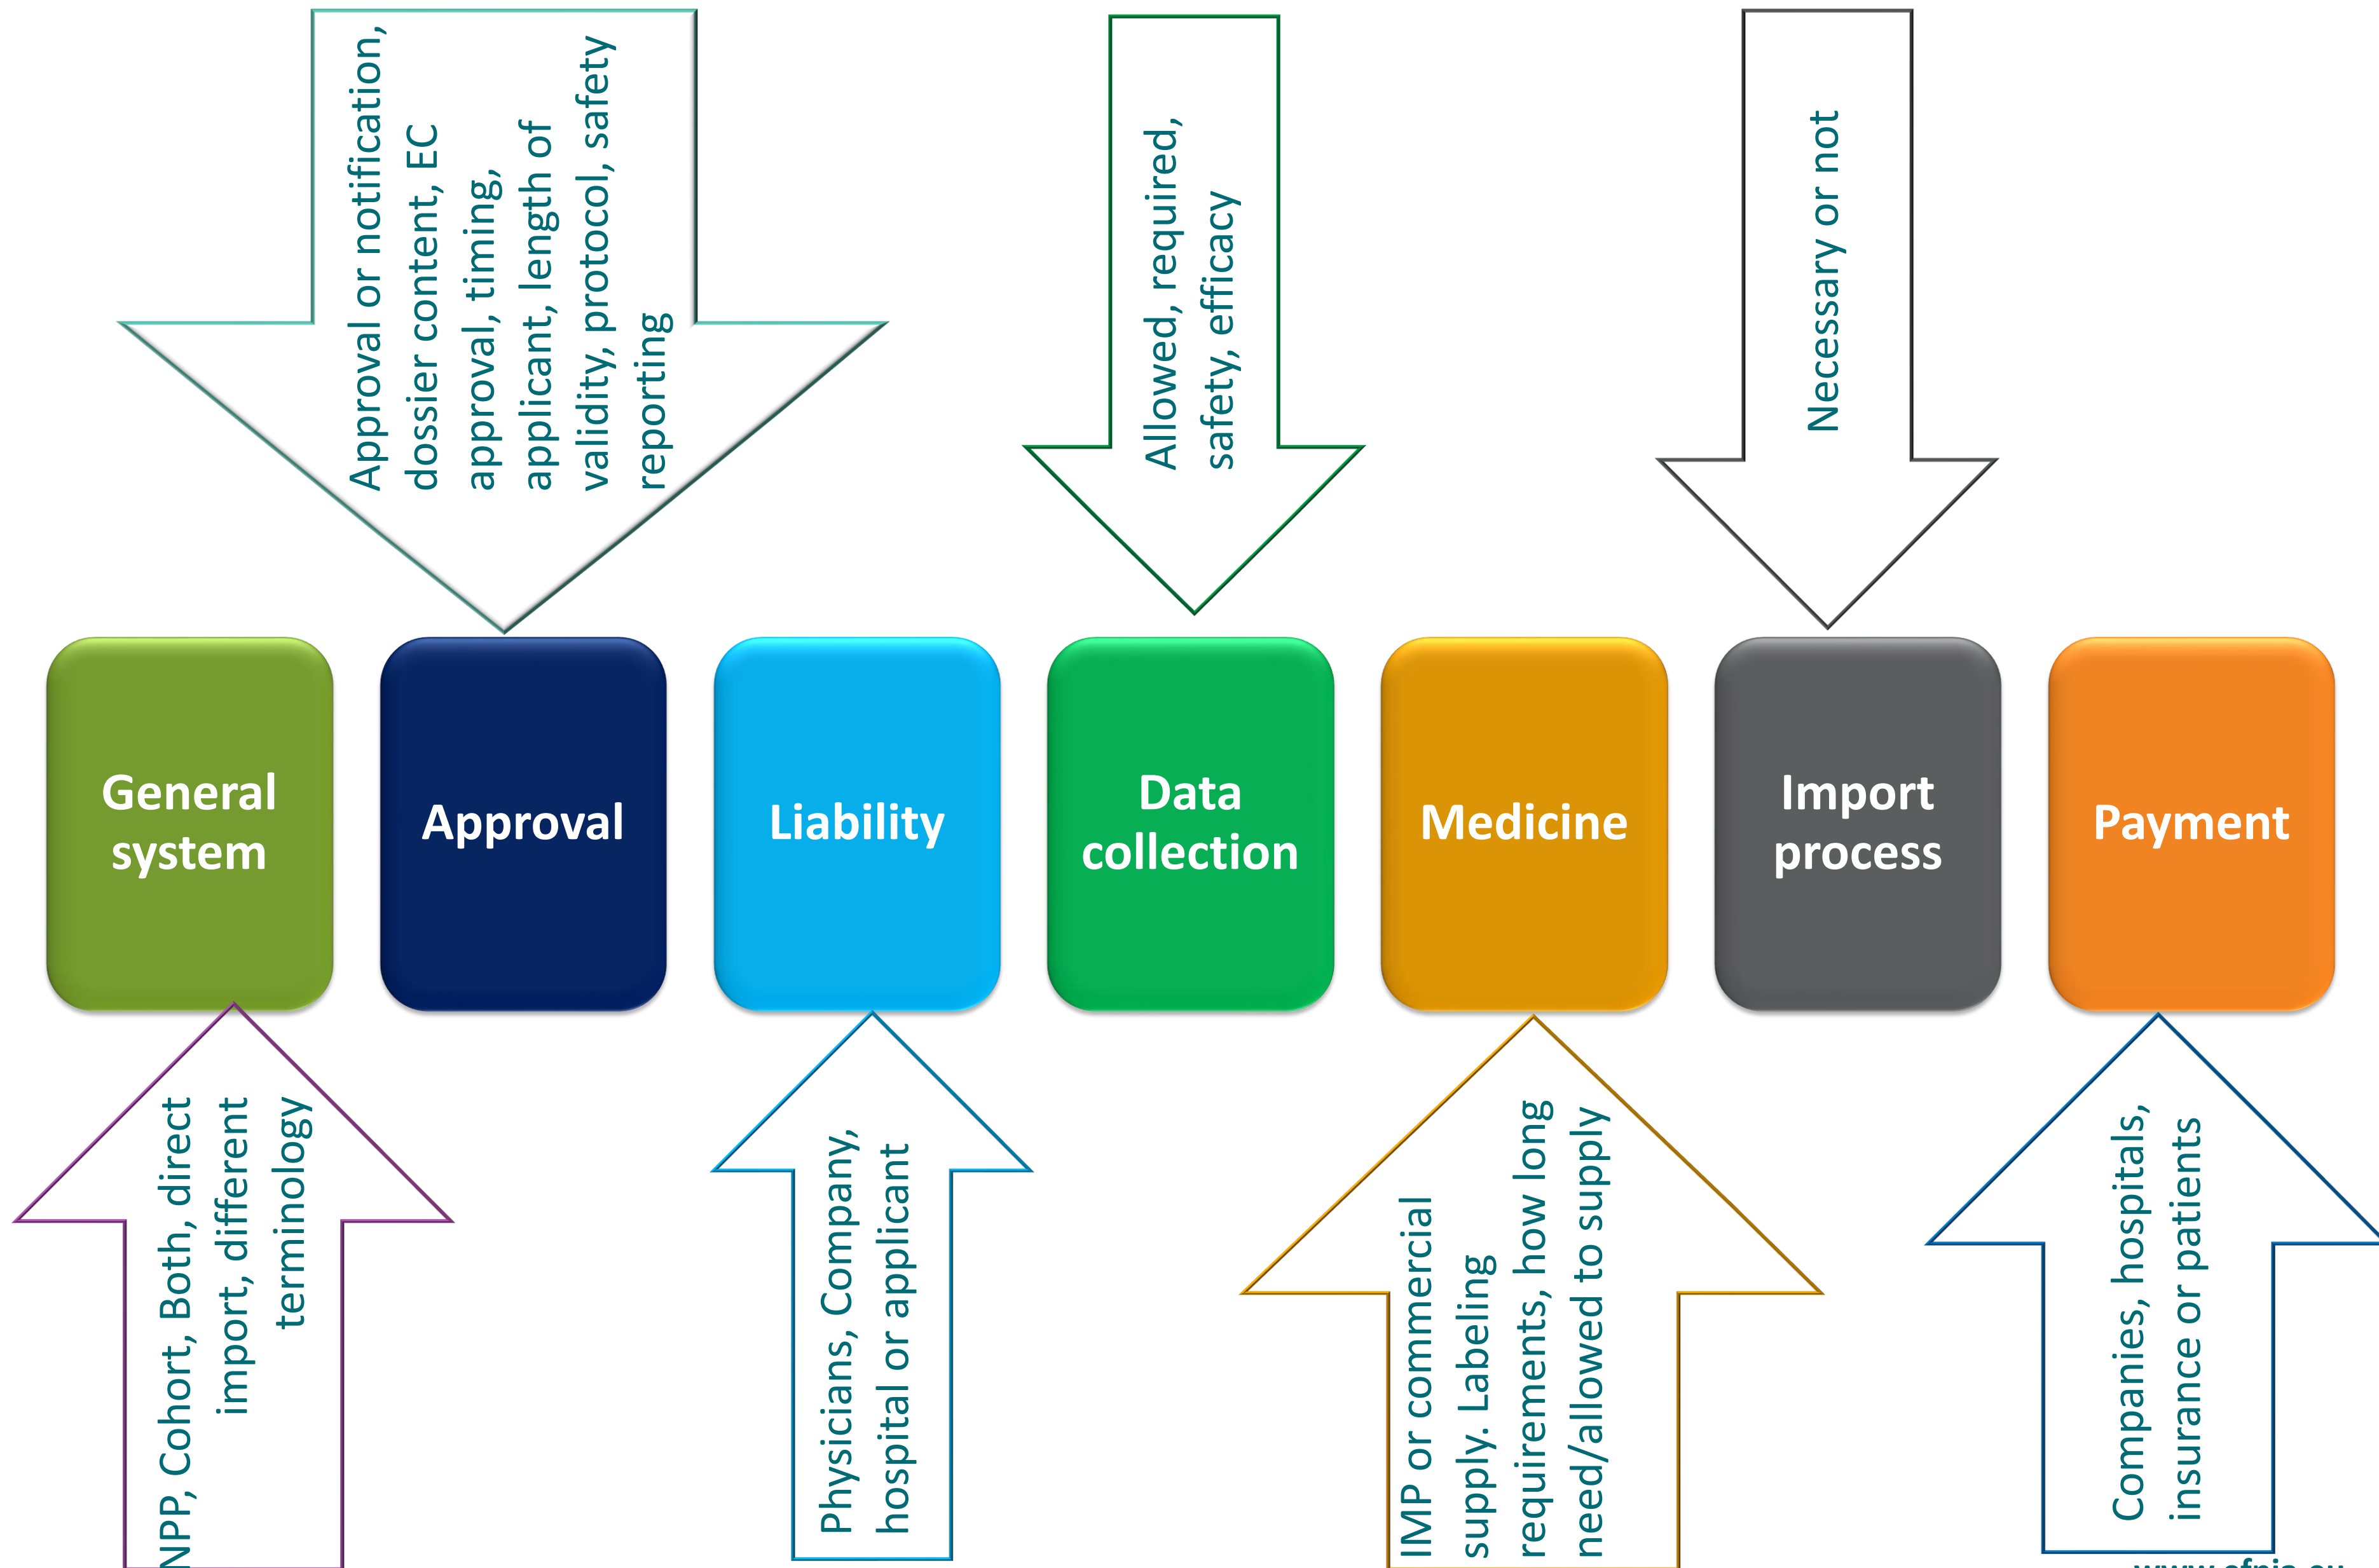 Approval or notification,
dossier content, EC
approval, timing,
applicant, length of
validity, protocol, safety
reporting
Allowed, required,
safety, efficacy
Necessary or not
General
system
Approval
Liability
Data
collection
Medicine
Import
process
Payment
NPP, Cohort, Both, direct
import, different
terminology
Physicians, Company,
hospital or applicant
IMP or commercial
supply. Labeling
requirements, how long
need/allowed to supply
Companies, hospitals,
insurance or patients
www.efpia.eu